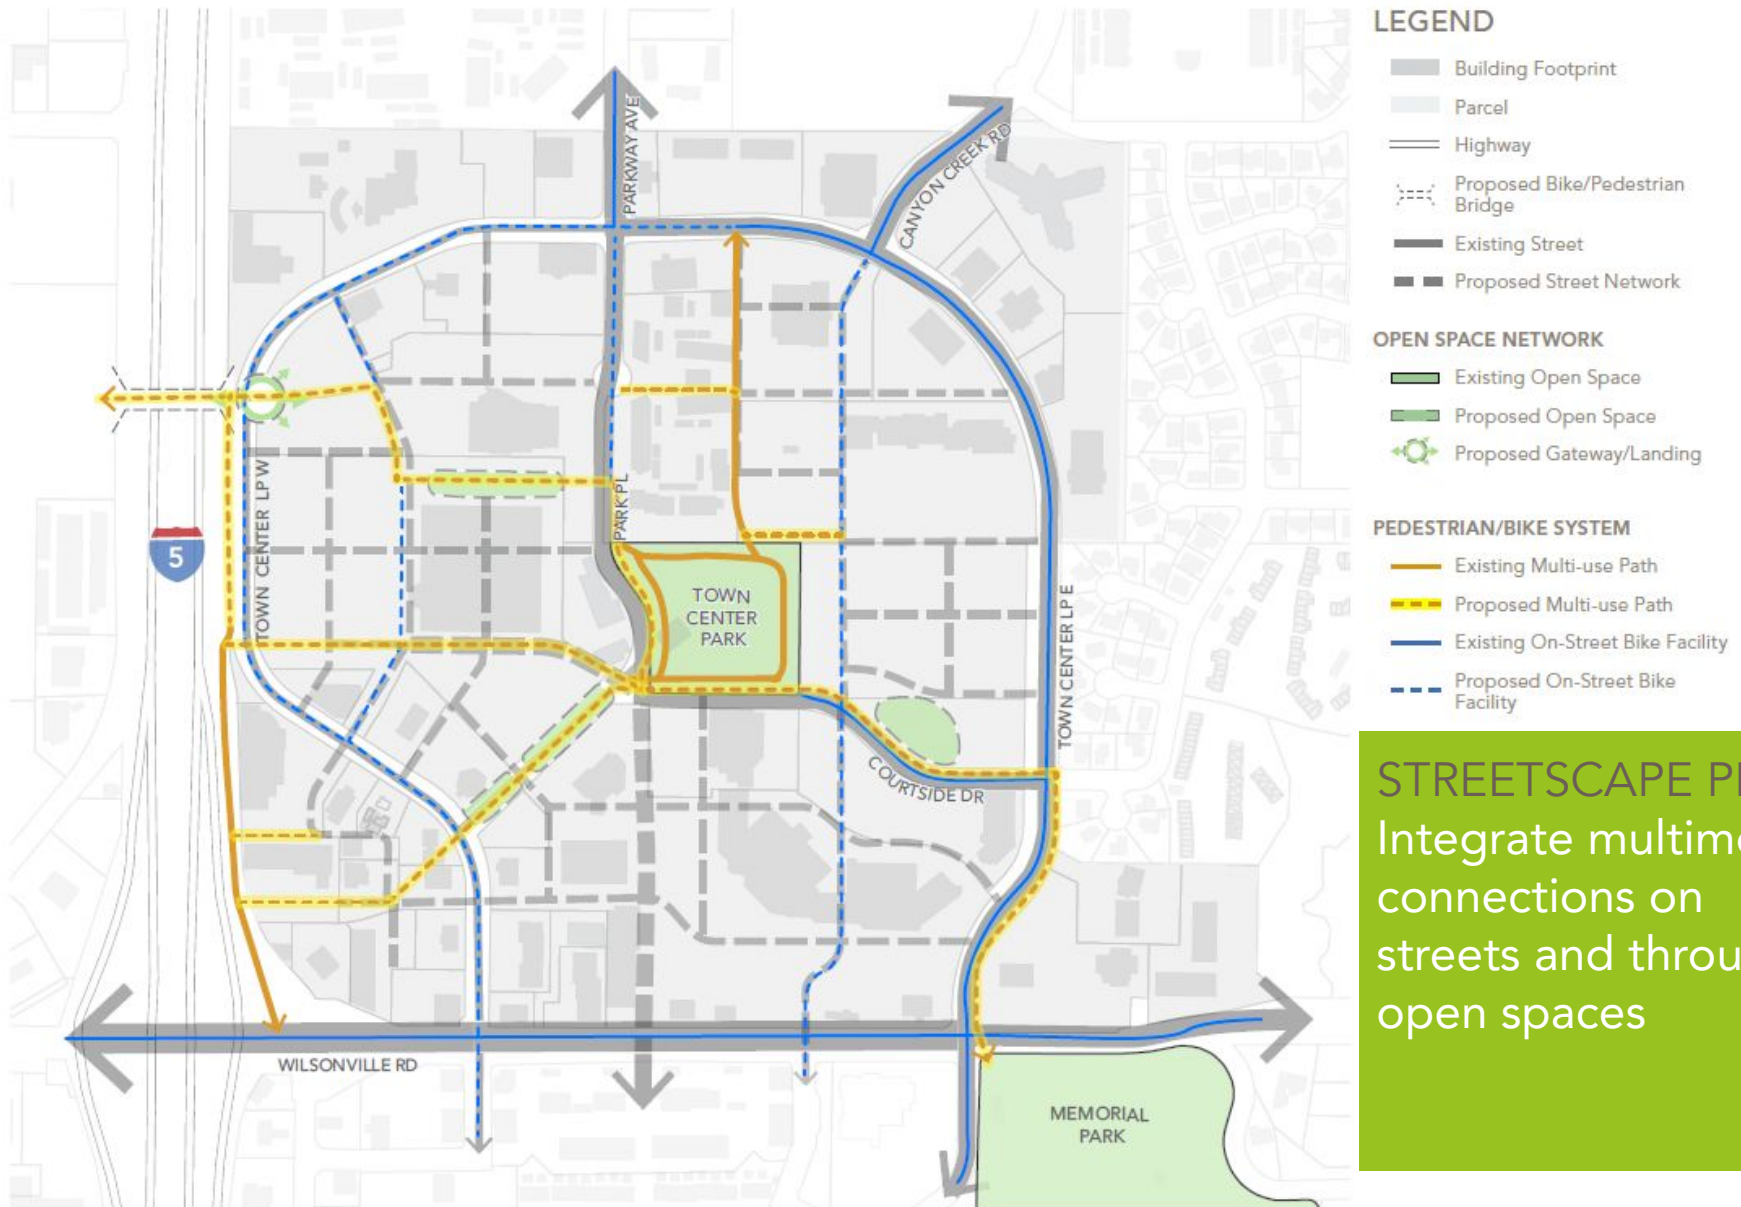 LEGEND
Building Footprint
Parcel
Highway
Proposed Bike/Pedestrian
Bridge
Existing Street
Proposed Street Network
OPEN SPACE NETWORK
Existing Open Space
Proposed Open Space
Proposed Gateway/Landing
PEDESTRIAN/BIKE SYSTEM
Existing Multi-use Path
Proposed Multi-use Path
Existing On-Street Bike Facility
Proposed On-Street Bike
Facility
STREETSCAPE
Integrate
connections on
streets and
open spaces
PARKWAY AVE
CANYON CREEK RD
TOWN CENTER LP W
PARK PL
5
TOWN
CENTER
PARK
TOWN CENTER LP E
COURTSIDE DR
WILSONVILLE RD
MEMORIAL
PARK